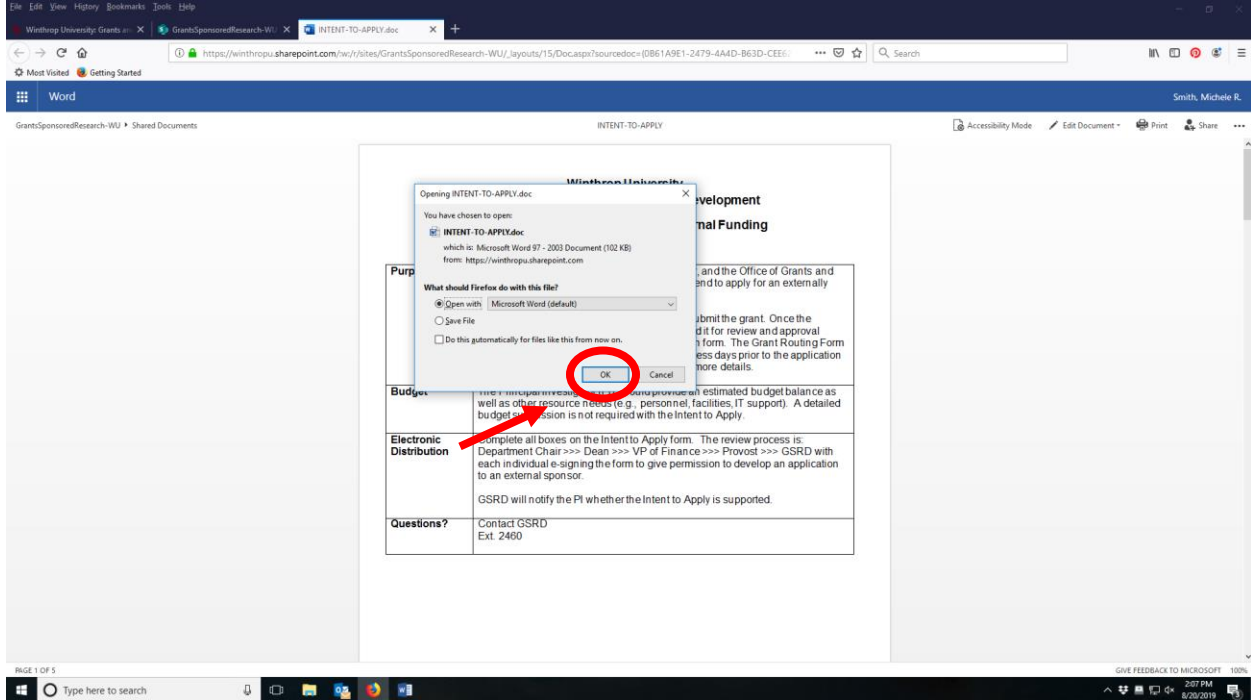 File Edit View History Bookmarks Tools Help
Winthrop University: Grants an
GrantsSponsoredResearch-WU
INTENT-TO-APPLY.doc
https://winthropu.sharepoint.com/:w:/r/sites/GrantsSponsoredResearch-WU/_layouts/15/Doc.aspx?sourcedoc={0B61A9E1-2479-4A4D-B63D-CEE6
Search
Most Visited Getting Started
Word
Smith, Michele R.
GrantsSponsoredResearch-WU Shared Documents
INTENT-TO-APPLY
Accessibility Mode Edit Document Print Share
Winthrop University
evelopment
nal Funding
Opening INTENT-TO-APPLY.doc
You have chosen to open:
INTENT-TO-APPLY.doc
which is: Microsoft Word 97 - 2003 Document (102 KB)
from: https://winthropu.sharepoint.com
What should Firefox do with this file?
Open with Microsoft Word (default)
Save File
Do this automatically for files like this from now on.
OK Cancel
Purp
, and the Office of Grants and
end to apply for an externally
ubmit the grant. Once the
d it for review and approval
n form. The Grant Routing Form
ess days prior to the application
more details.
Budget
The Principal Investigator should provide an estimated budget balance as
well as other resource needs (e.g., personnel, facilities, IT support). A detailed
budget su ssion is not required with the Intent to Apply.
Electronic
Distribution
Complete all boxes on the Intent to Apply form. The review process is:
Department Chair >>> Dean >>> VP of Finance >>> Provost >>> GSRD with
each individual e-signing the form to give permission to develop an application
to an external sponsor.
GSRD will notify the PI whether the Intent to Apply is supported.
Questions?
Contact GSRD
Ext. 2460
PAGE 1 OF 5
GIVE FEEDBACK TO MICROSOFT 100%
Type here to search
2:07 PM
8/20/2019